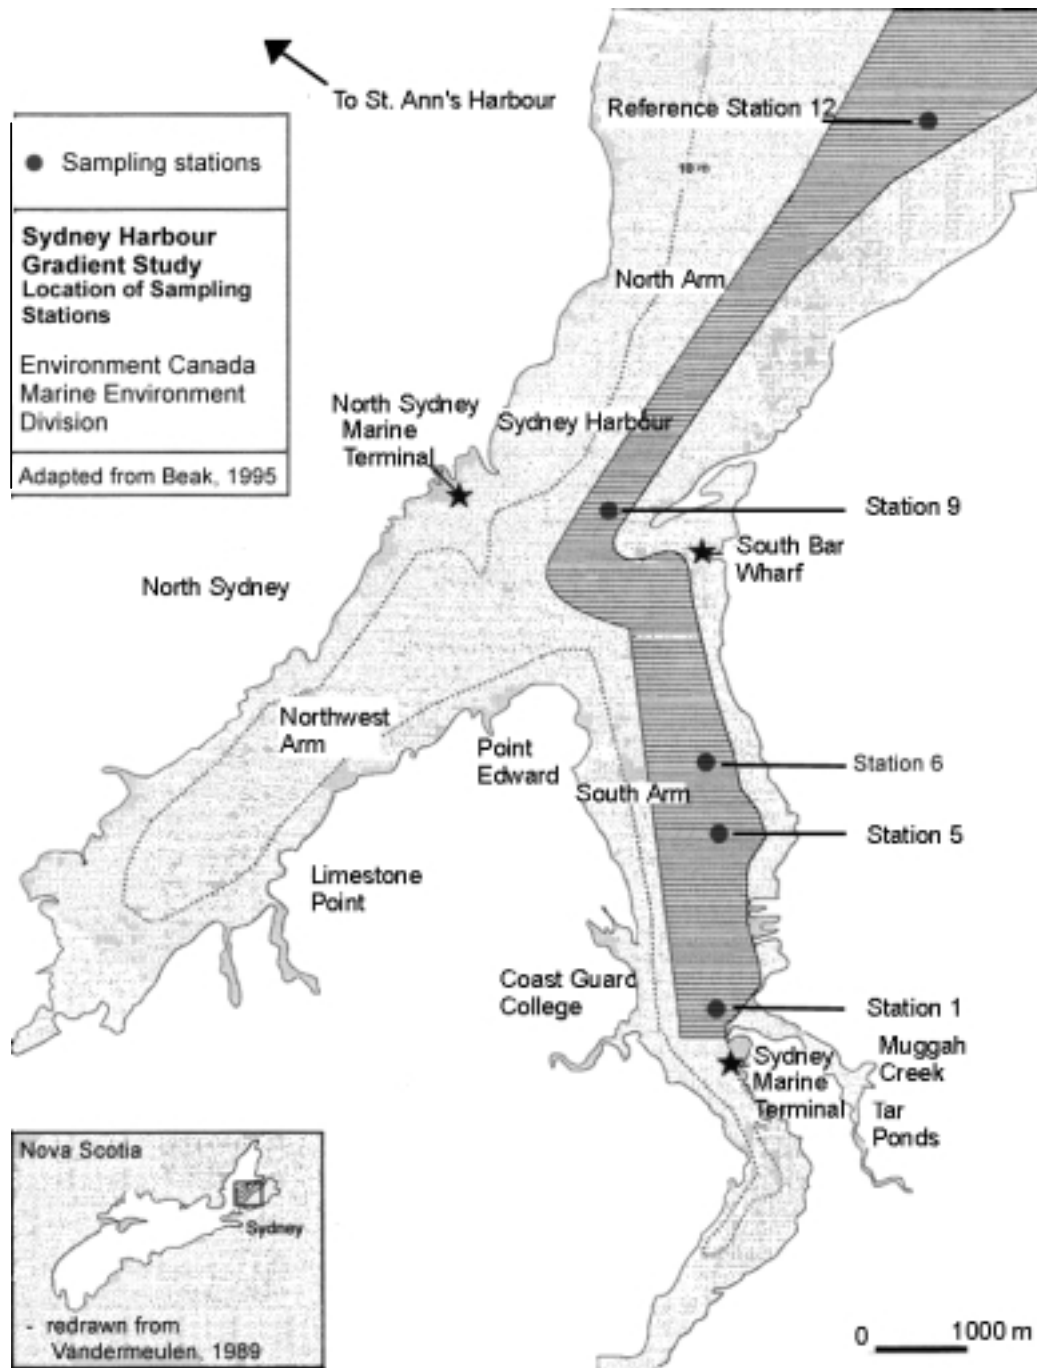 To St. Ann's Harbour
Reference Station 12
Sampling stations
10 m
Sydney Harbour
Gradient Study
Location of Sampling
Stations
North Arm
Environment Canada
Marine Environment
Division
North Sydney
Marine
Terminal
Sydney Harbour
Adapted from Beak, 1995
Station 9
South Bar
Wharf
North Sydney
Northwest
Arm
Point
Edward
Station 6
South Arm
Station 5
Limestone
Point
Coast Guard
College
Station 1
Muggah
Creek
Sydney
Marine
Terminal
Tar
Ponds
Nova Scotia
Sydney
- redrawn from
Vandermeulen, 1989
0 1000 m